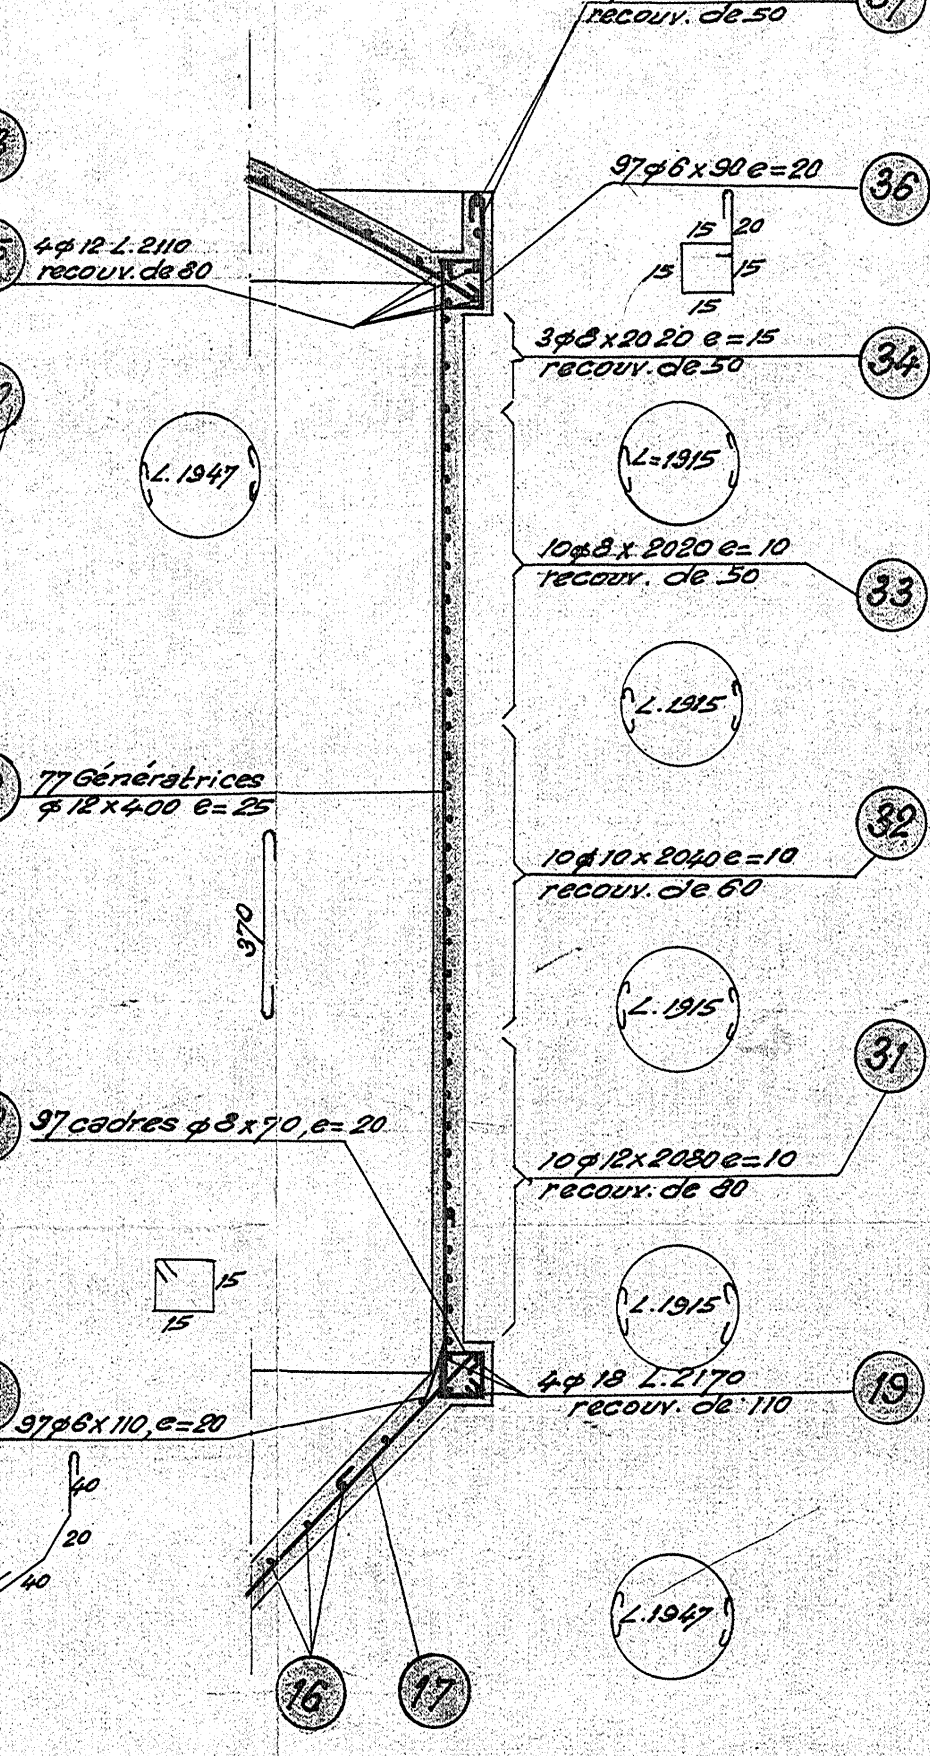 recouv. de 50
97ϕ6x90 e=20
36
15 20
15 15
15
4ϕ12 L.2110
recouv. de 80
3ϕ8x2020 e=15
recouv. de 50
34
L.1947
L=1915
10ϕ8x2020 e=10
recouv. de 50
33
L.1915
77 Génératrices
ϕ12x400 e=25
32
10ϕ10x2040 e=10
recouv. de 60
370
L.1915
31
97 cadres ϕ8x70, e=20
10ϕ12x2080 e=10
recouv. de 80
15
15
L.1915
4ϕ18 L.2170
recouv. de 110
19
97ϕ6x110, e=20
40
20
40
L.1947
16
17